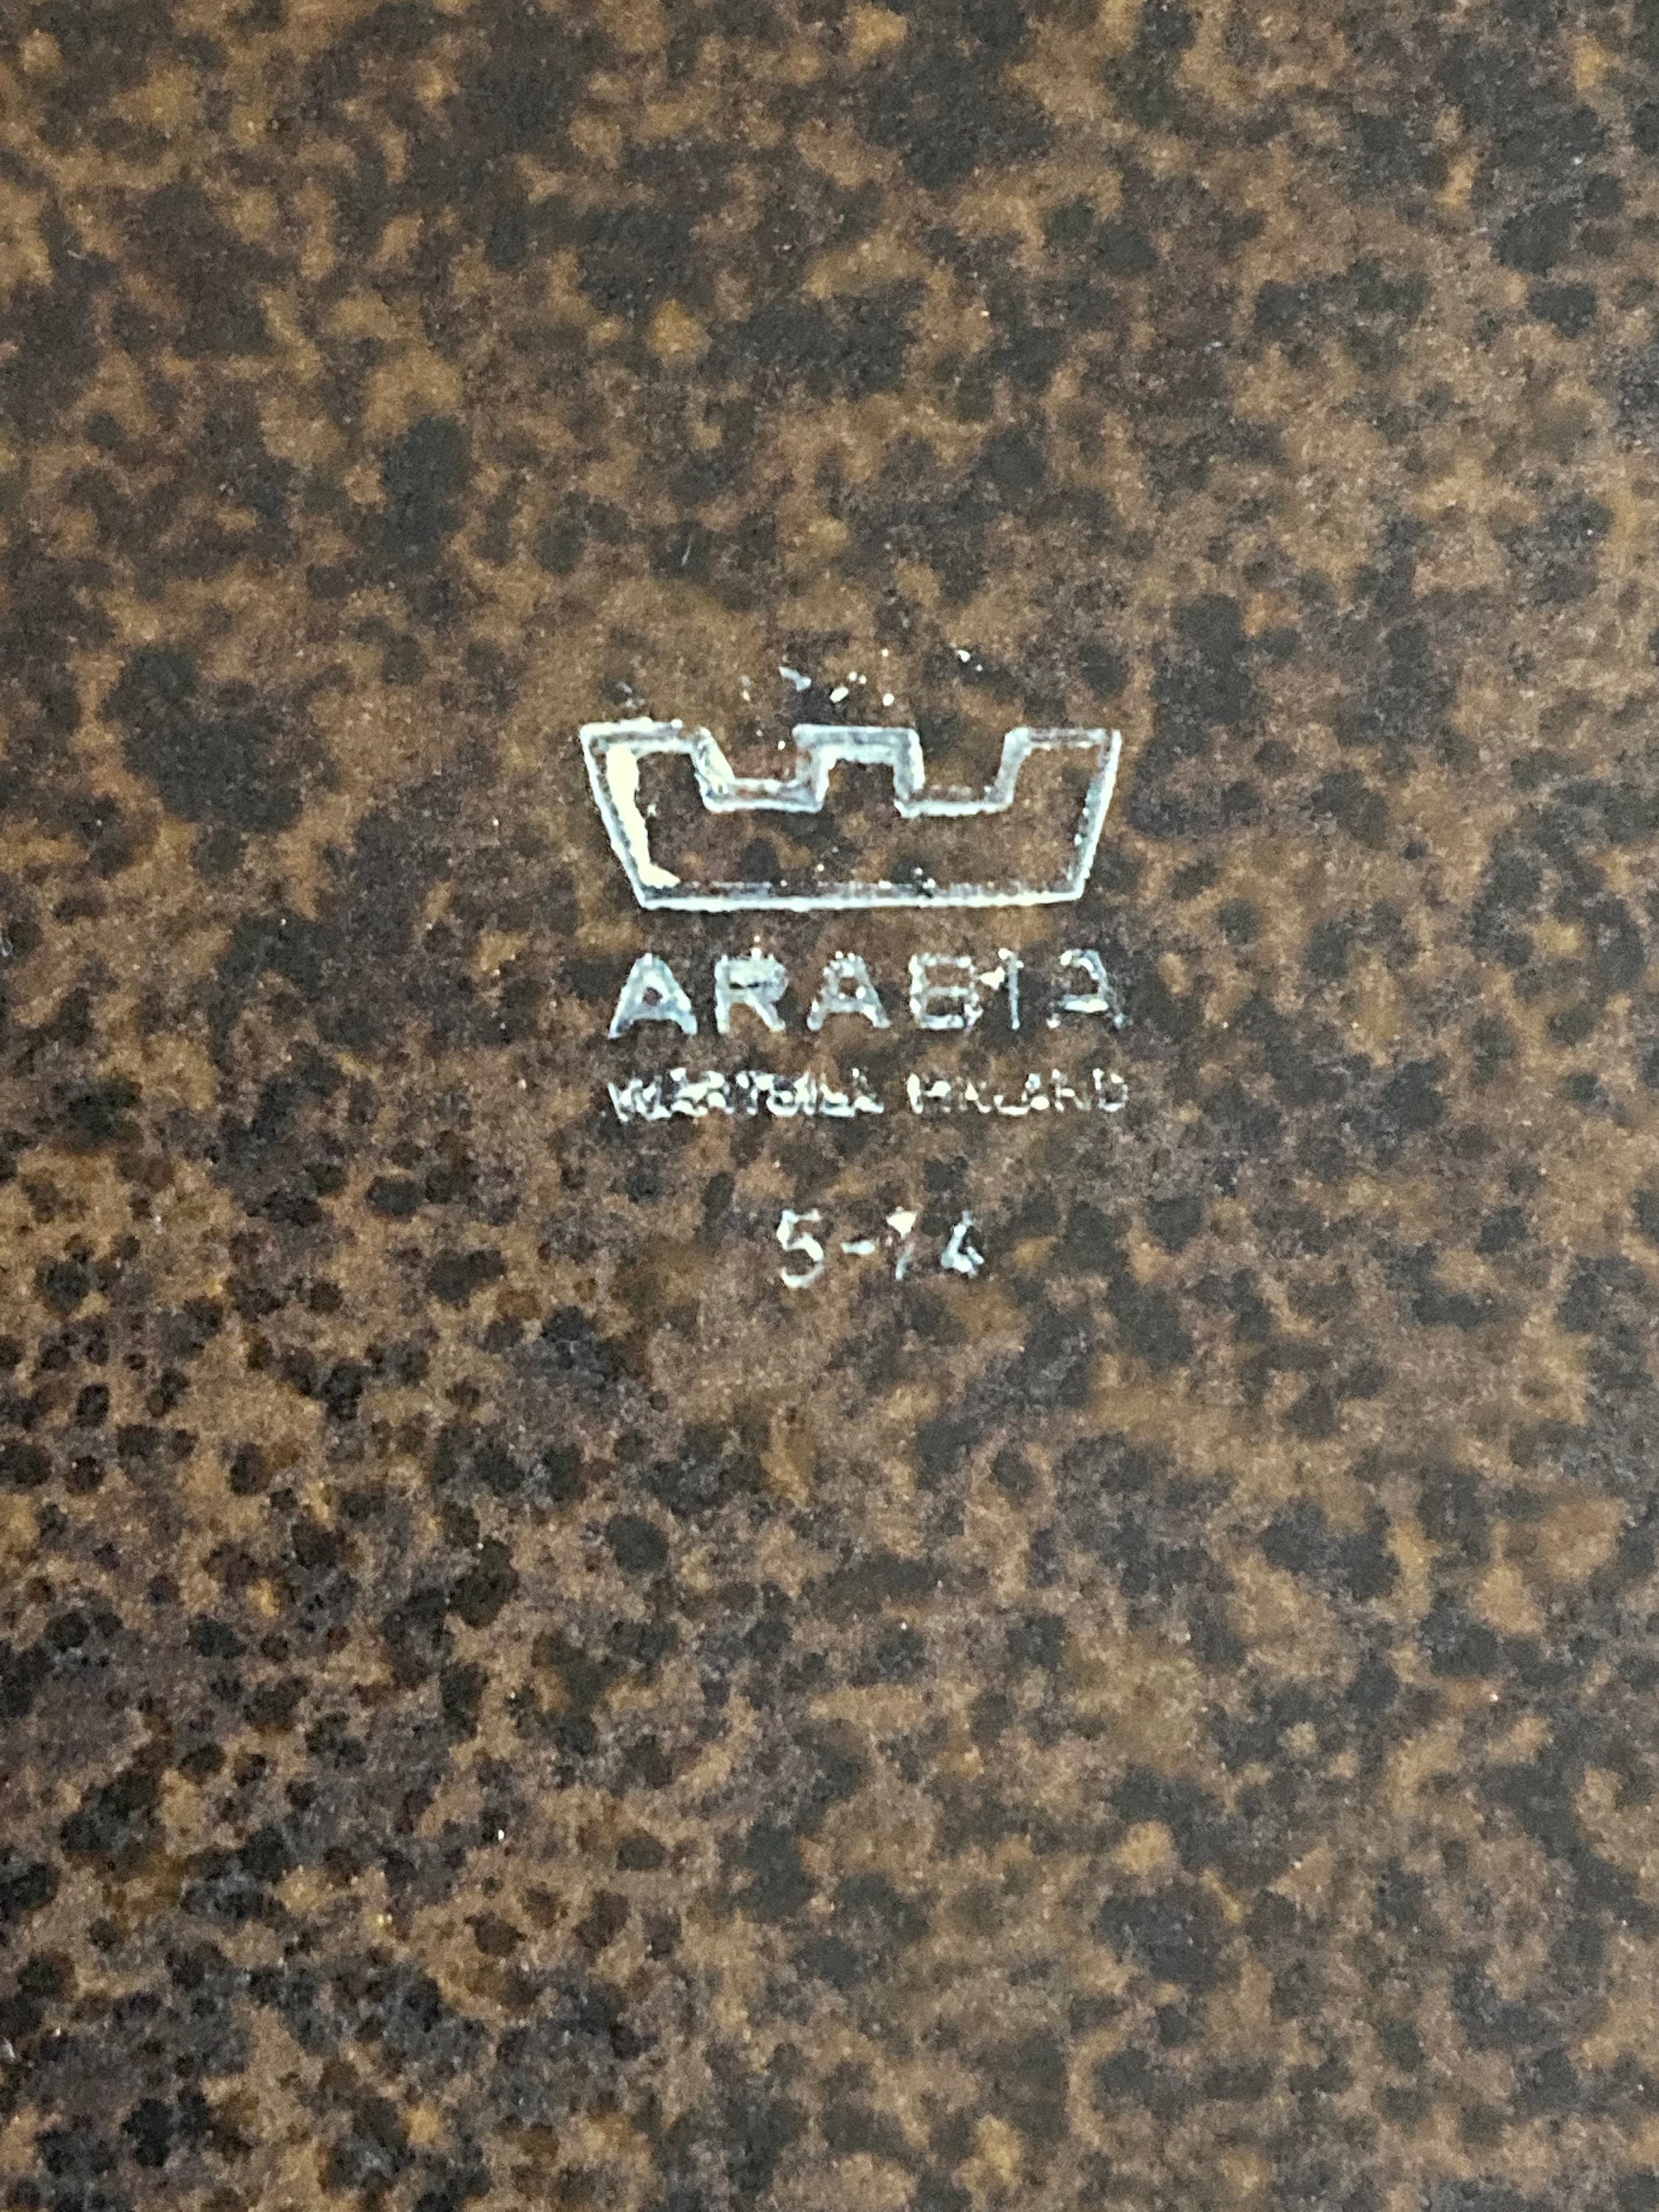 ARABIA
WÄRTSILÄ FINLAND
5-74